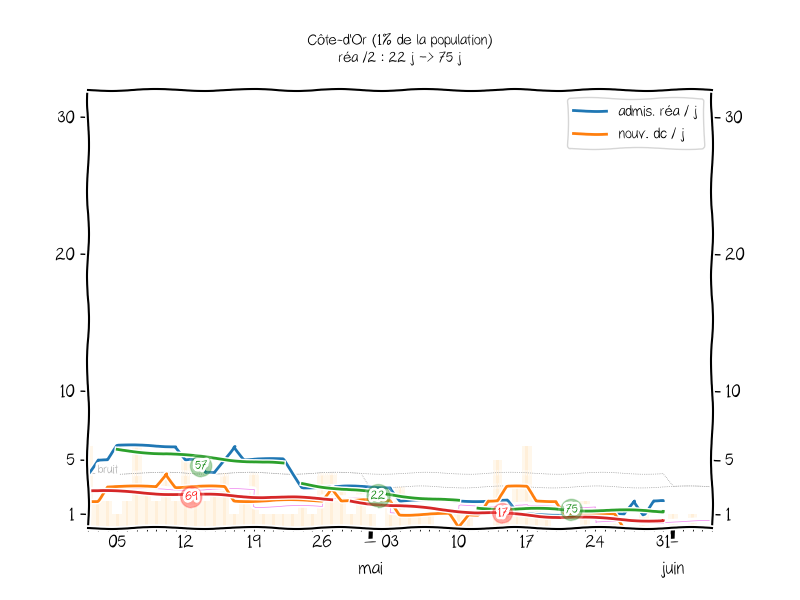 Côte-d'Or (1% de la population)
réa /2 : 22 j -> 75 j
admis. réa / j
nouv. dc / j
30
30
20
20
10
10
5
5
1
1
bruit
57
69
22
17
75
05 12 19 26 03 10 17 24 31
mai juin